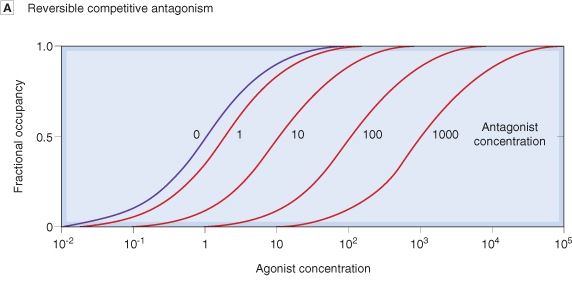 A Reversible competitive antagonism
Fractional occupancy
1.0
0.5
0
0 1 10 100 1000
Antagonist
concentration
10⁻² 10⁻¹ 1 10 10² 10³ 10⁴ 10⁵
Agonist concentration